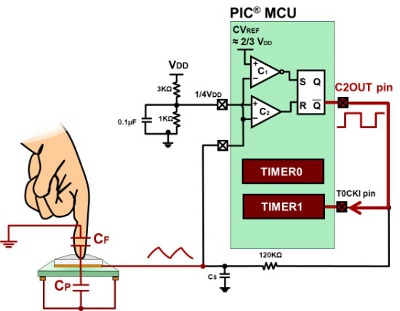 PIC® MCU
CVREF
≈ 2/3 VDD
VDD
3KΩ
1/4VDD
0.1µF
1KΩ
C1
C2
S Q
R Q̅
C2OUT pin
TIMER0
TIMER1
T0CKI pin
CF
CP
CS
120KΩ